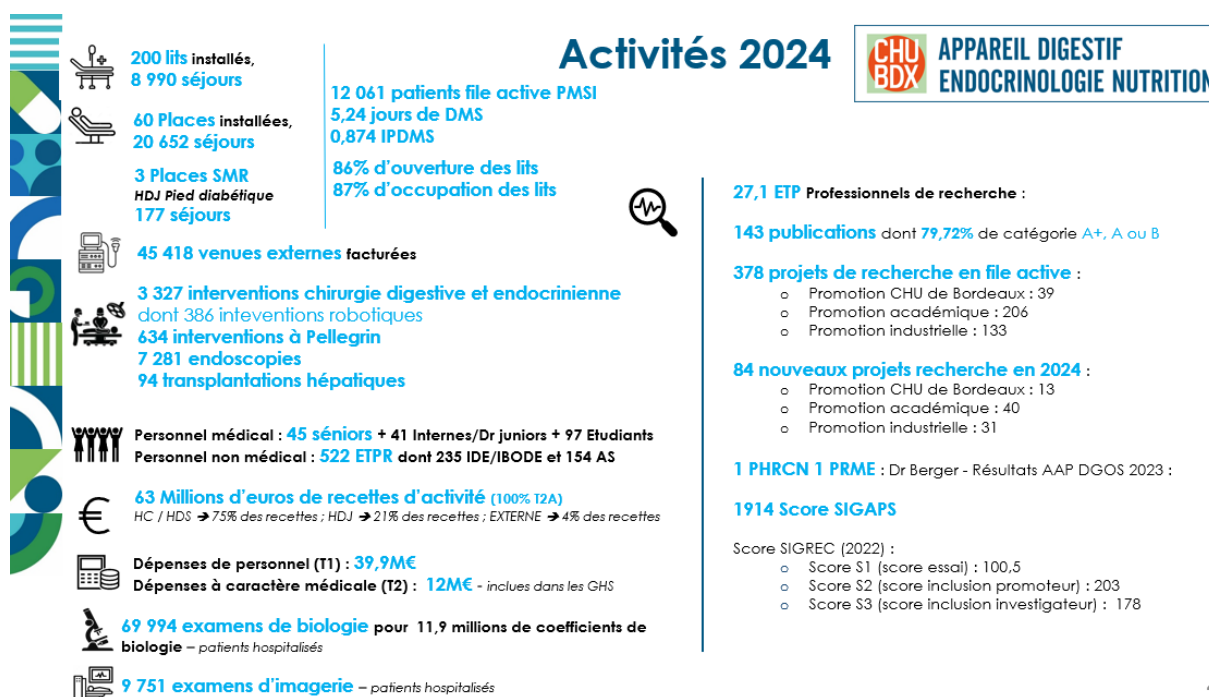 Activités 2024
CHU
BDX
APPAREIL DIGESTIF
ENDOCRINOLOGIE NUTRITION
200 lits installés,
8 990 séjours
60 Places installées,
20 652 séjours
3 Places SMR
HDJ Pied diabétique
177 séjours
12 061 patients file active PMSI
5,24 jours de DMS
0,874 IPDMS
86% d'ouverture des lits
87% d'occupation des lits
45 418 venues externes facturées
3 327 interventions chirurgie digestive et endocrinienne
dont 386 inteventions robotiques
634 interventions à Pellegrin
7 281 endoscopies
94 transplantations hépatiques
Personnel médical : 45 séniors + 41 Internes/Dr juniors + 97 Etudiants
Personnel non médical : 522 ETPR dont 235 IDE/IBODE et 154 AS
€
63 Millions d'euros de recettes d'activité (100% T2A)
HC / HDS ➔ 75% des recettes ; HDJ ➔ 21% des recettes ; EXTERNE ➔ 4% des recettes
Dépenses de personnel (T1) : 39,9M€
Dépenses à caractère médicale (T2) : 12M€ - inclues dans les GHS
69 994 examens de biologie pour 11,9 millions de coefficients de
biologie – patients hospitalisés
9 751 examens d'imagerie – patients hospitalisés
27,1 ETP Professionnels de recherche :
143 publications dont 79,72% de catégorie A+, A ou B
378 projets de recherche en file active :
o Promotion CHU de Bordeaux : 39
o Promotion académique : 206
o Promotion industrielle : 133
84 nouveaux projets recherche en 2024 :
o Promotion CHU de Bordeaux : 13
o Promotion académique : 40
o Promotion industrielle : 31
1 PHRCN 1 PRME : Dr Berger - Résultats AAP DGOS 2023 :
1914 Score SIGAPS
Score SIGREC (2022) :
o Score S1 (score essai) : 100,5
o Score S2 (score inclusion promoteur) : 203
o Score S3 (score inclusion investigateur) : 178